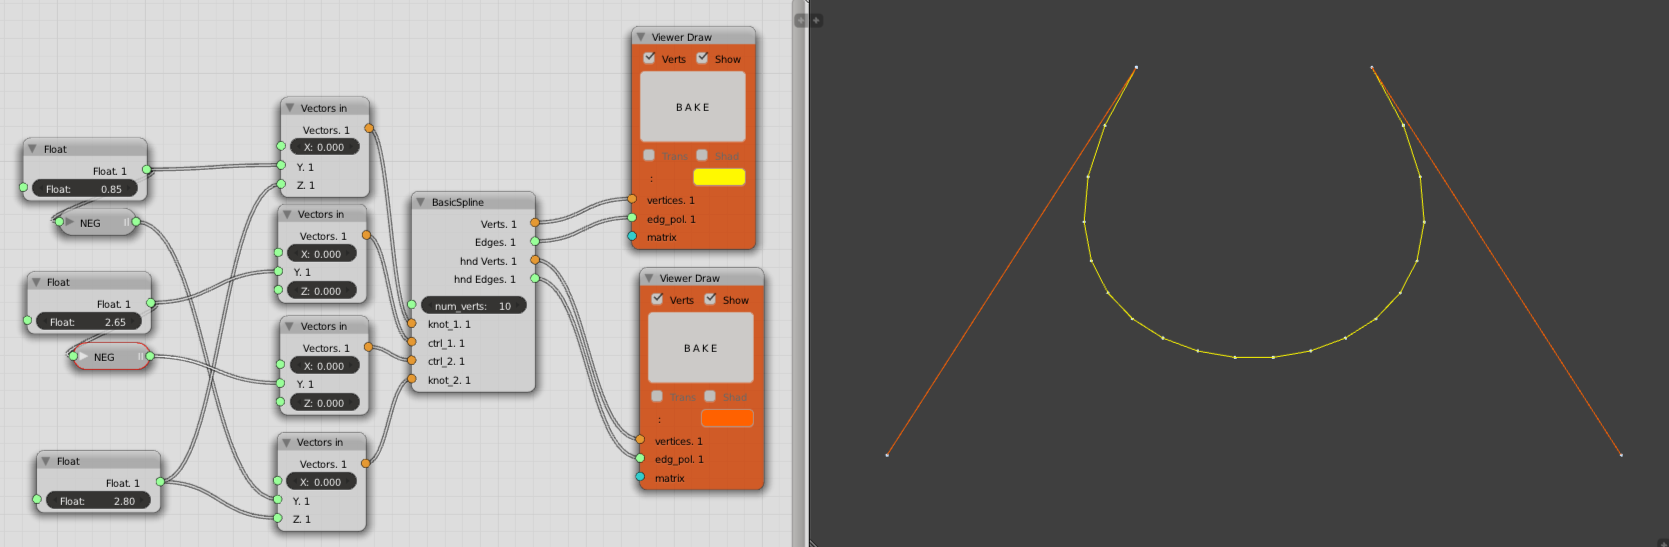 Float
Float. 1
Float: 0.85
NEG
Float
Float. 1
Float: 2.65
NEG
Float
Float. 1
Float: 2.80
Vectors in
Vectors. 1
X: 0.000
Y. 1
Z. 1
Vectors in
Vectors. 1
X: 0.000
Y. 1
Z: 0.000
Vectors in
Vectors. 1
X: 0.000
Y. 1
Z: 0.000
Vectors in
Vectors. 1
X: 0.000
Y. 1
Z. 1
BasicSpline
Verts. 1
Edges. 1
hnd Verts. 1
hnd Edges. 1
num_verts: 10
knot_1. 1
ctrl_1. 1
ctrl_2. 1
knot_2. 1
Viewer Draw
Verts Show
BAKE
Trans Shad
:
vertices. 1
edg_pol. 1
matrix
Viewer Draw
Verts Show
BAKE
Trans Shad
:
vertices. 1
edg_pol. 1
matrix